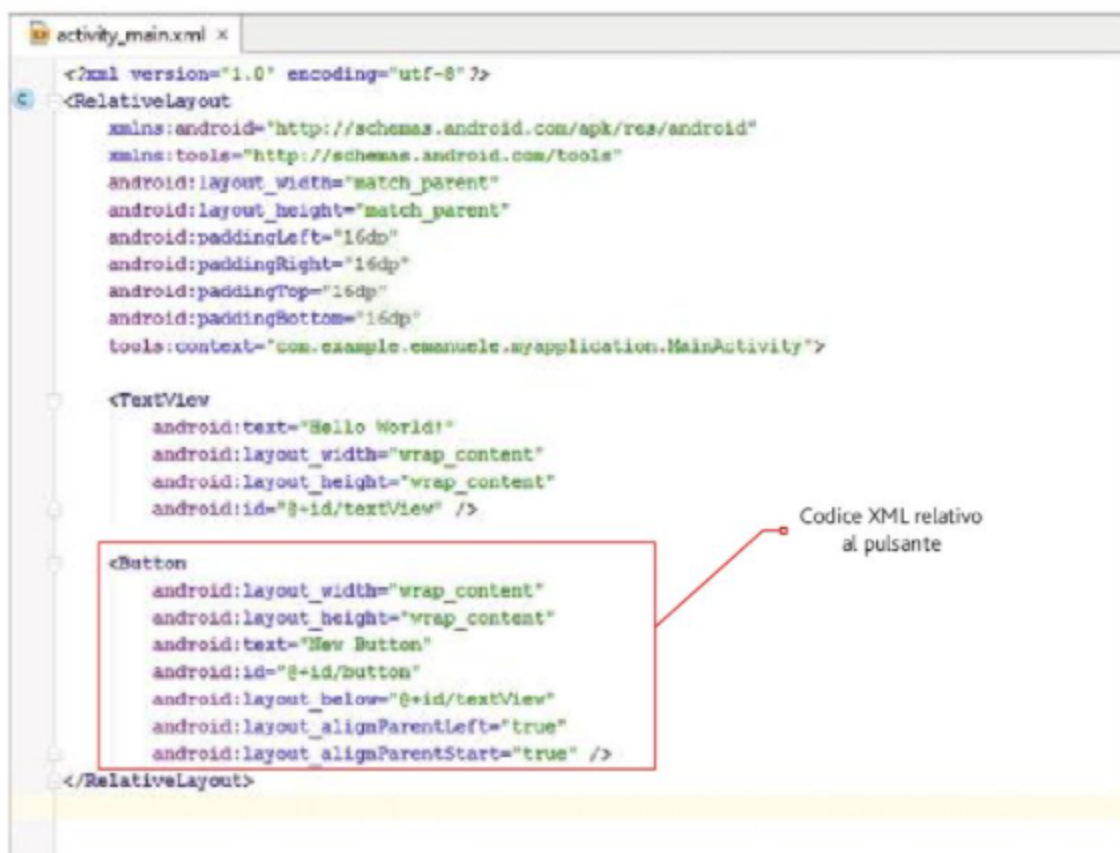 activity_main.xml ×
<?xml version="1.0" encoding="utf-8"?>
C
<RelativeLayout
xmlns:android="http://schemas.android.com/apk/res/android"
xmlns:tools="http://schemas.android.com/tools"
android:layout_width="match_parent"
android:layout_height="match_parent"
android:paddingLeft="16dp"
android:paddingRight="16dp"
android:paddingTop="16dp"
android:paddingBottom="16dp"
tools:context="com.example.emanuele.myapplication.MainActivity">
<TextView
android:text="Hello World!"
android:layout_width="wrap_content"
android:layout_height="wrap_content"
android:id="@+id/textView" />
<Button
android:layout_width="wrap_content"
android:layout_height="wrap_content"
android:text="New Button"
android:id="@+id/button"
android:layout_below="@+id/textView"
android:layout_alignParentLeft="true"
android:layout_alignParentStart="true" />
</RelativeLayout>
Codice XML relativo
al pulsante